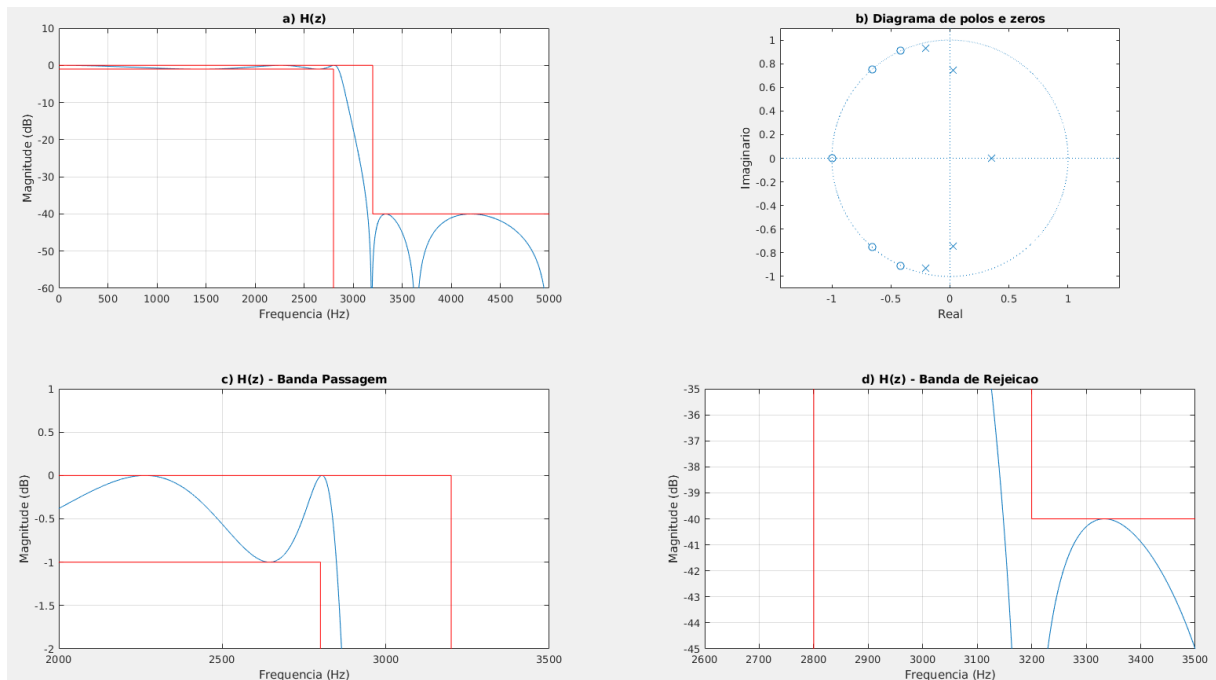 a) H(z)
10
0
-10
-20
-30
-40
-50
-60
Magnitude (dB)
0 500 1000 1500 2000 2500 3000 3500 4000 4500 5000
Frequencia (Hz)
b) Diagrama de polos e zeros
1
0.8
0.6
0.4
0.2
0
-0.2
-0.4
-0.6
-0.8
-1
Imaginario
-1 -0.5 0 0.5 1
Real
c) H(z) - Banda Passagem
1
0.5
0
-0.5
-1
-1.5
-2
Magnitude (dB)
2000 2500 3000 3500
Frequencia (Hz)
d) H(z) - Banda de Rejeicao
-35
-36
-37
-38
-39
-40
-41
-42
-43
-44
-45
Magnitude (dB)
2600 2700 2800 2900 3000 3100 3200 3300 3400 3500
Frequencia (Hz)